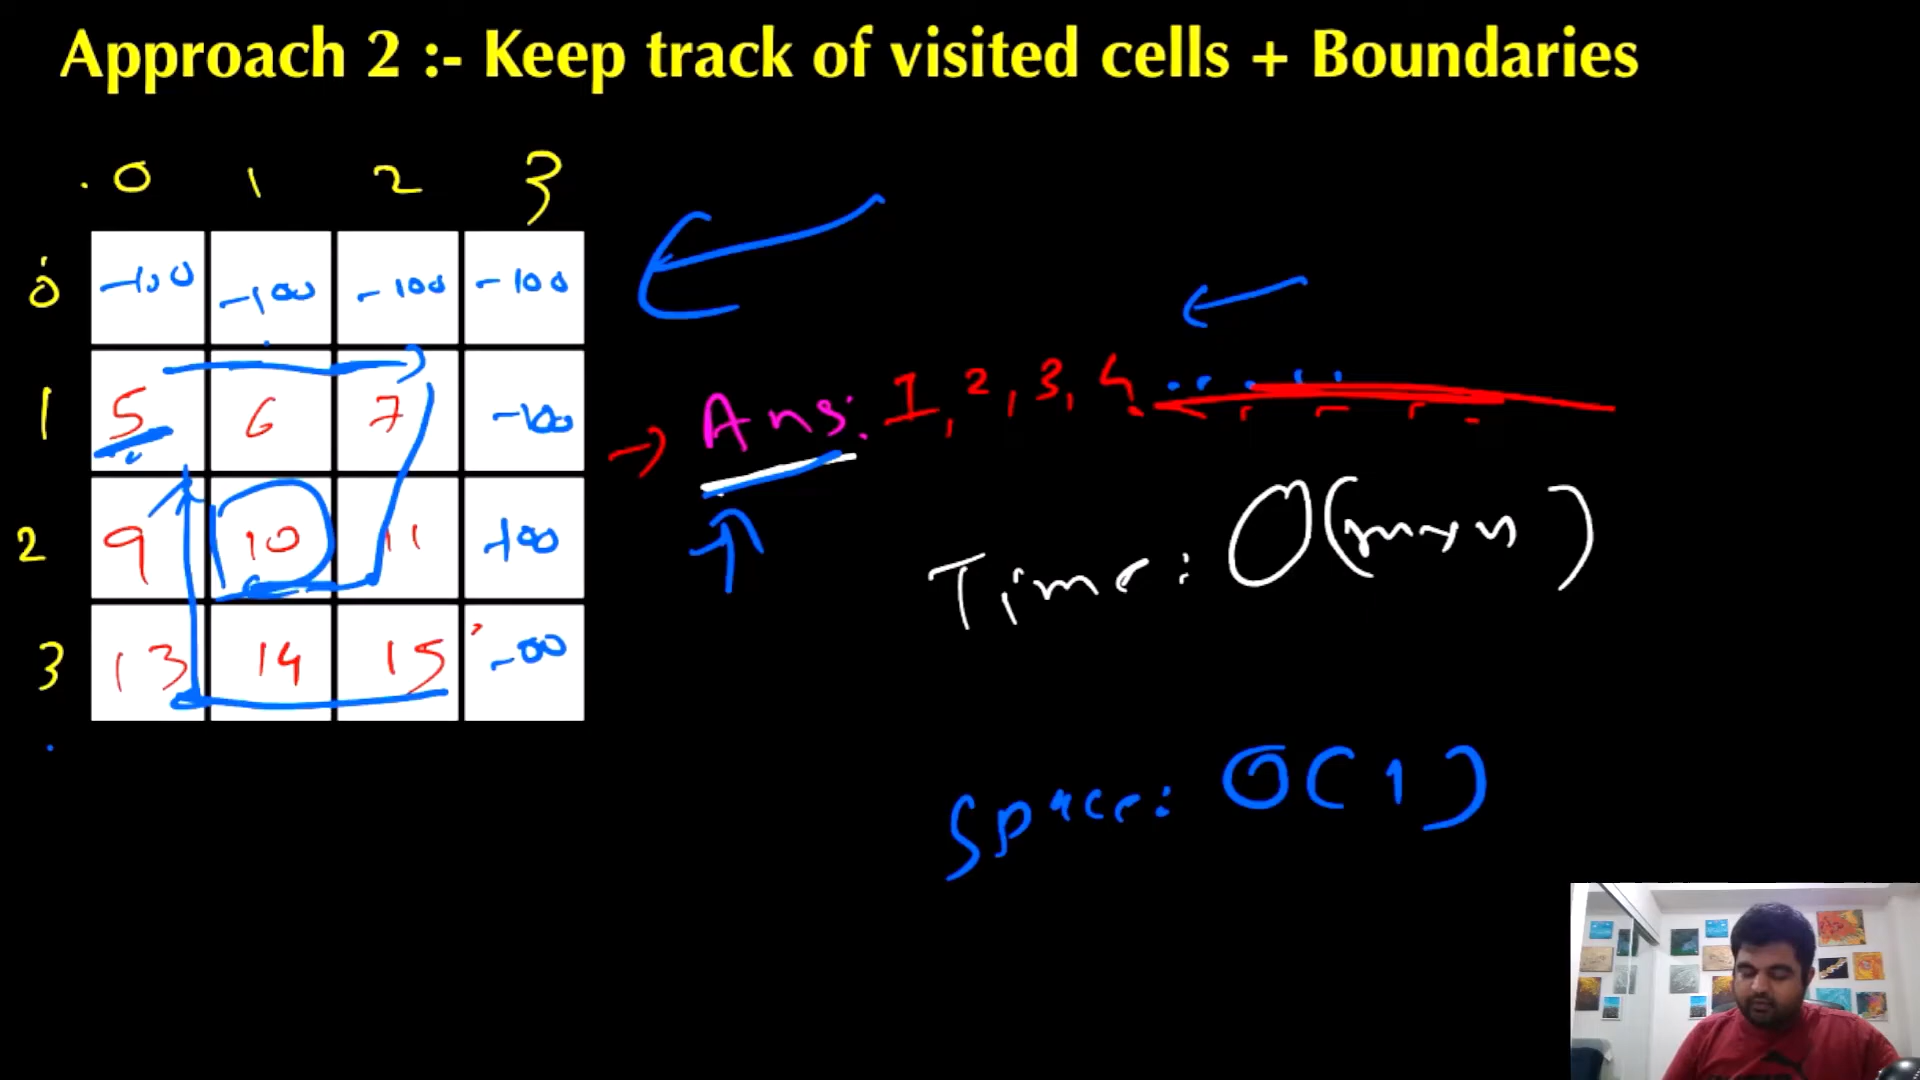 Approach 2 :- Keep track of visited cells + Boundaries
0 1 2 3
0 -100 -100 -100 -100
1 5 6 7 -100
2 9 10 11 -100
3 13 14 15 -00
Ans: 1, 2, 3, 4
Time: O(m×n)
Space: O(1)